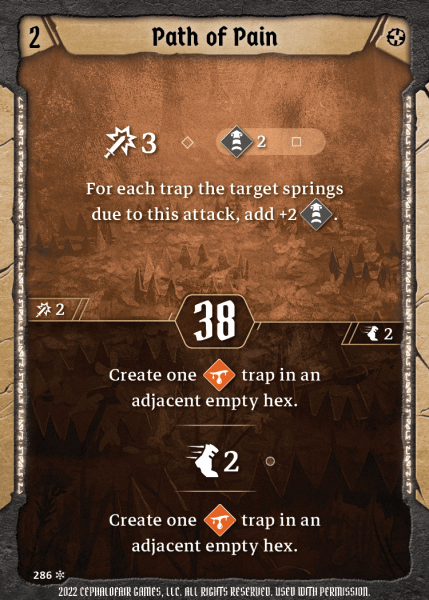 2
Path of Pain
3
2
For each trap the target springs
due to this attack, add +2 .
2
38
2
Create one trap in an
adjacent empty hex.
2
Create one trap in an
adjacent empty hex.
286
2022 CEPHALOFAIR GAMES, LLC. ALL RIGHTS RESERVED. USED WITH PERMISSION.